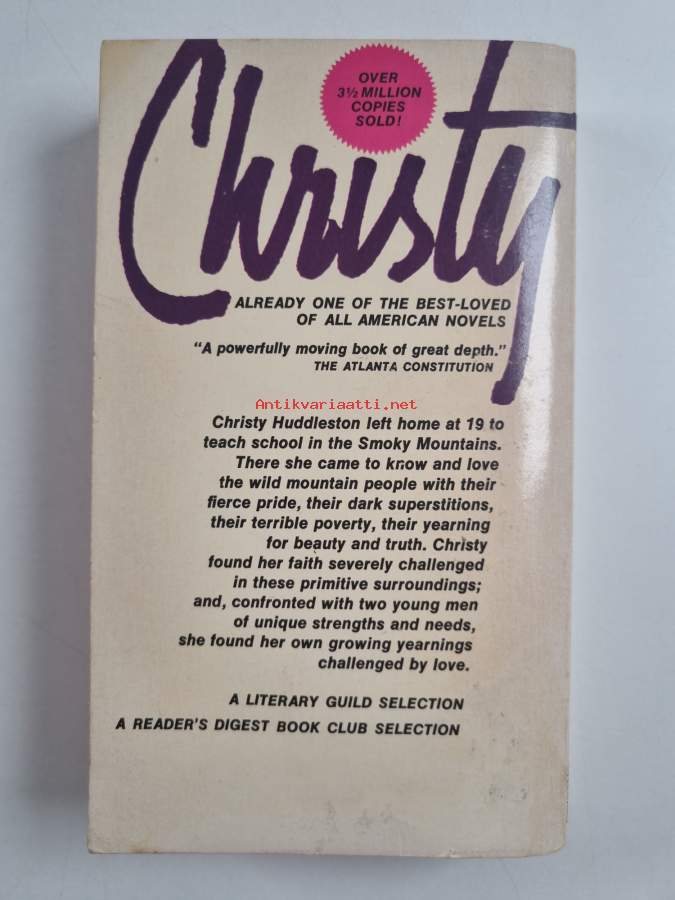 Christy
OVER
3½ MILLION
COPIES
SOLD!
ALREADY ONE OF THE BEST-LOVED
OF ALL AMERICAN NOVELS
"A powerfully moving book of great depth."
THE ATLANTA CONSTITUTION
Antikvariaatti.net
Christy Huddleston left home at 19 to
teach school in the Smoky Mountains.
There she came to know and love
the wild mountain people with their
fierce pride, their dark superstitions,
their terrible poverty, their yearning
for beauty and truth. Christy
found her faith severely challenged
in these primitive surroundings;
and, confronted with two young men
of unique strengths and needs,
she found her own growing yearnings
challenged by love.
A LITERARY GUILD SELECTION
A READER'S DIGEST BOOK CLUB SELECTION